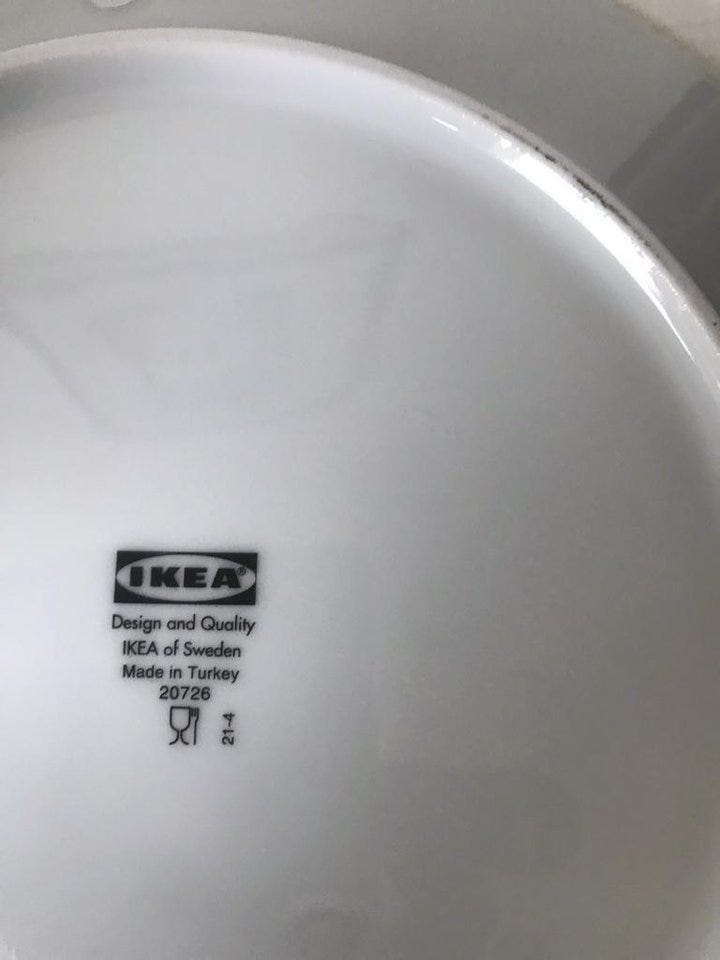 IKEA®
Design and Quality
IKEA of Sweden
Made in Turkey
20726
21-4